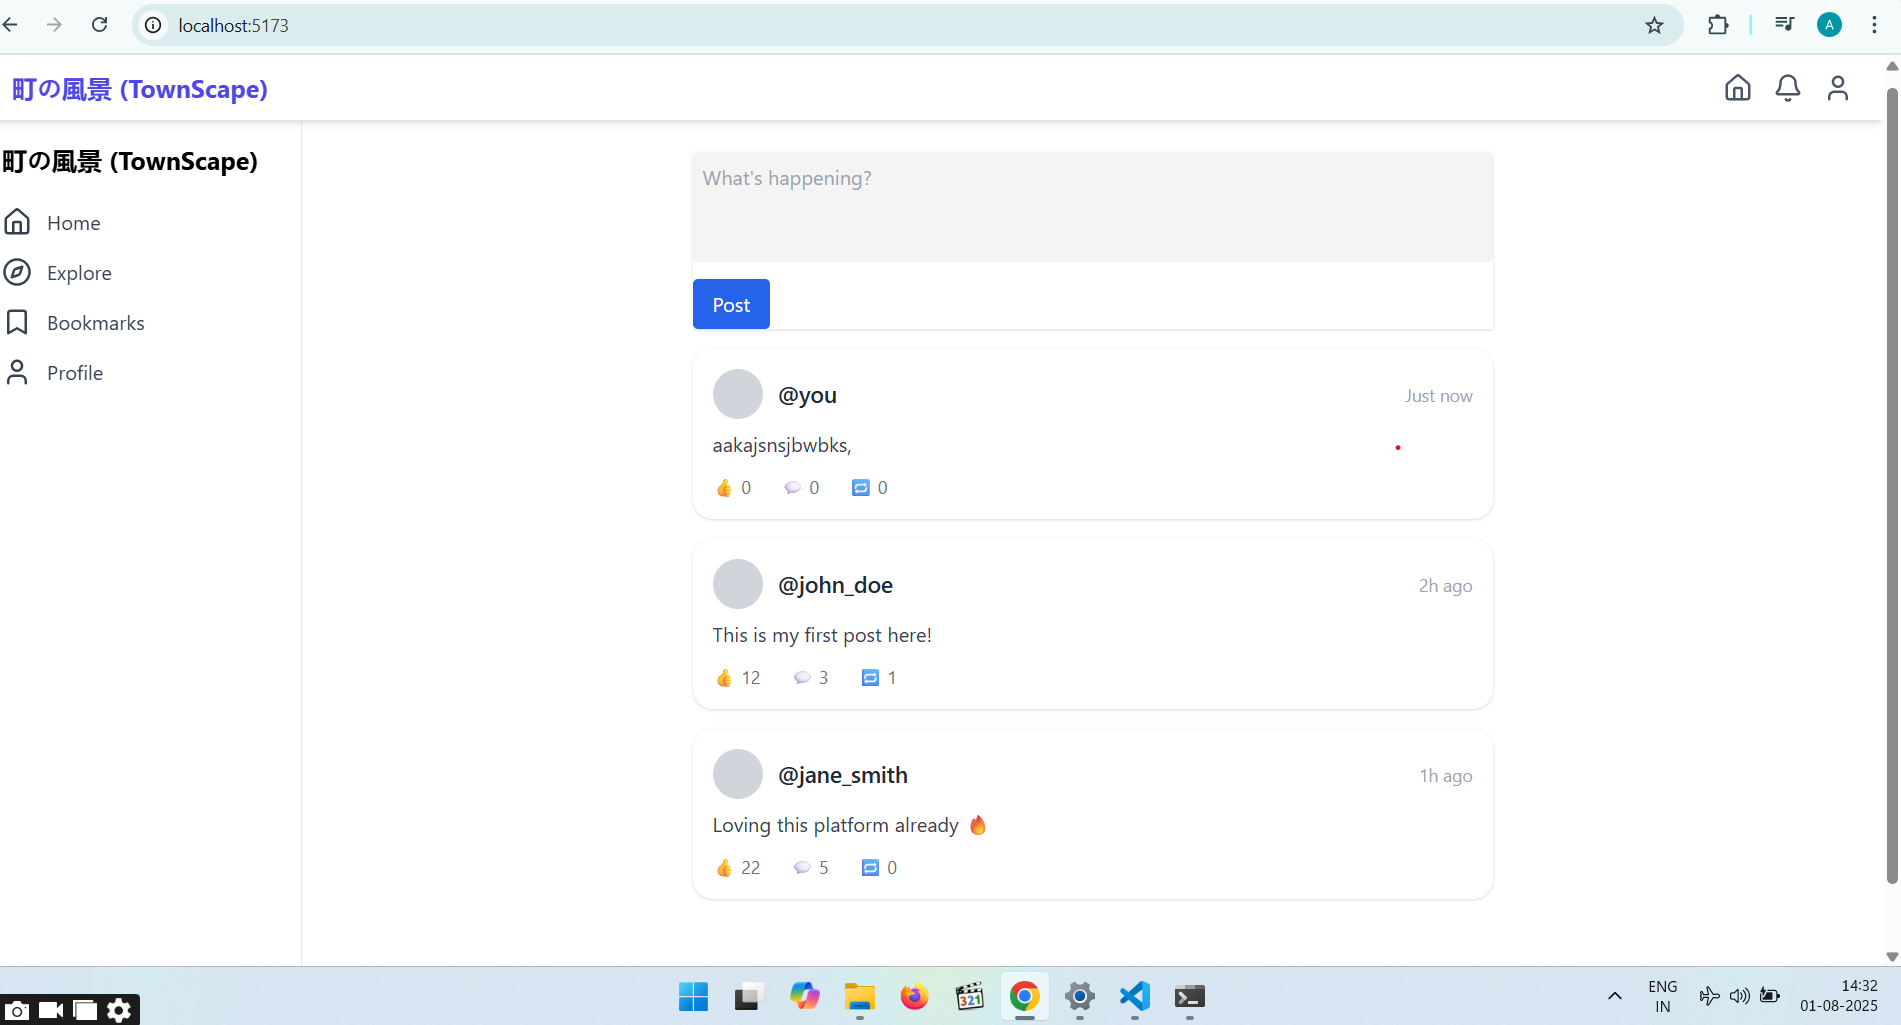 localhost:5173
A
町の風景 (TownScape)
町の風景 (TownScape)
Home
Explore
Bookmarks
Profile
What's happening?
Post
@you
Just now
aakajsnsjbwbks,
👍 0 💬 0 🔁 0
@john_doe
2h ago
This is my first post here!
👍 12 💬 3 🔁 1
@jane_smith
1h ago
Loving this platform already 🔥
👍 22 💬 5 🔁 0
321
ENG
IN
14:32
01-08-2025